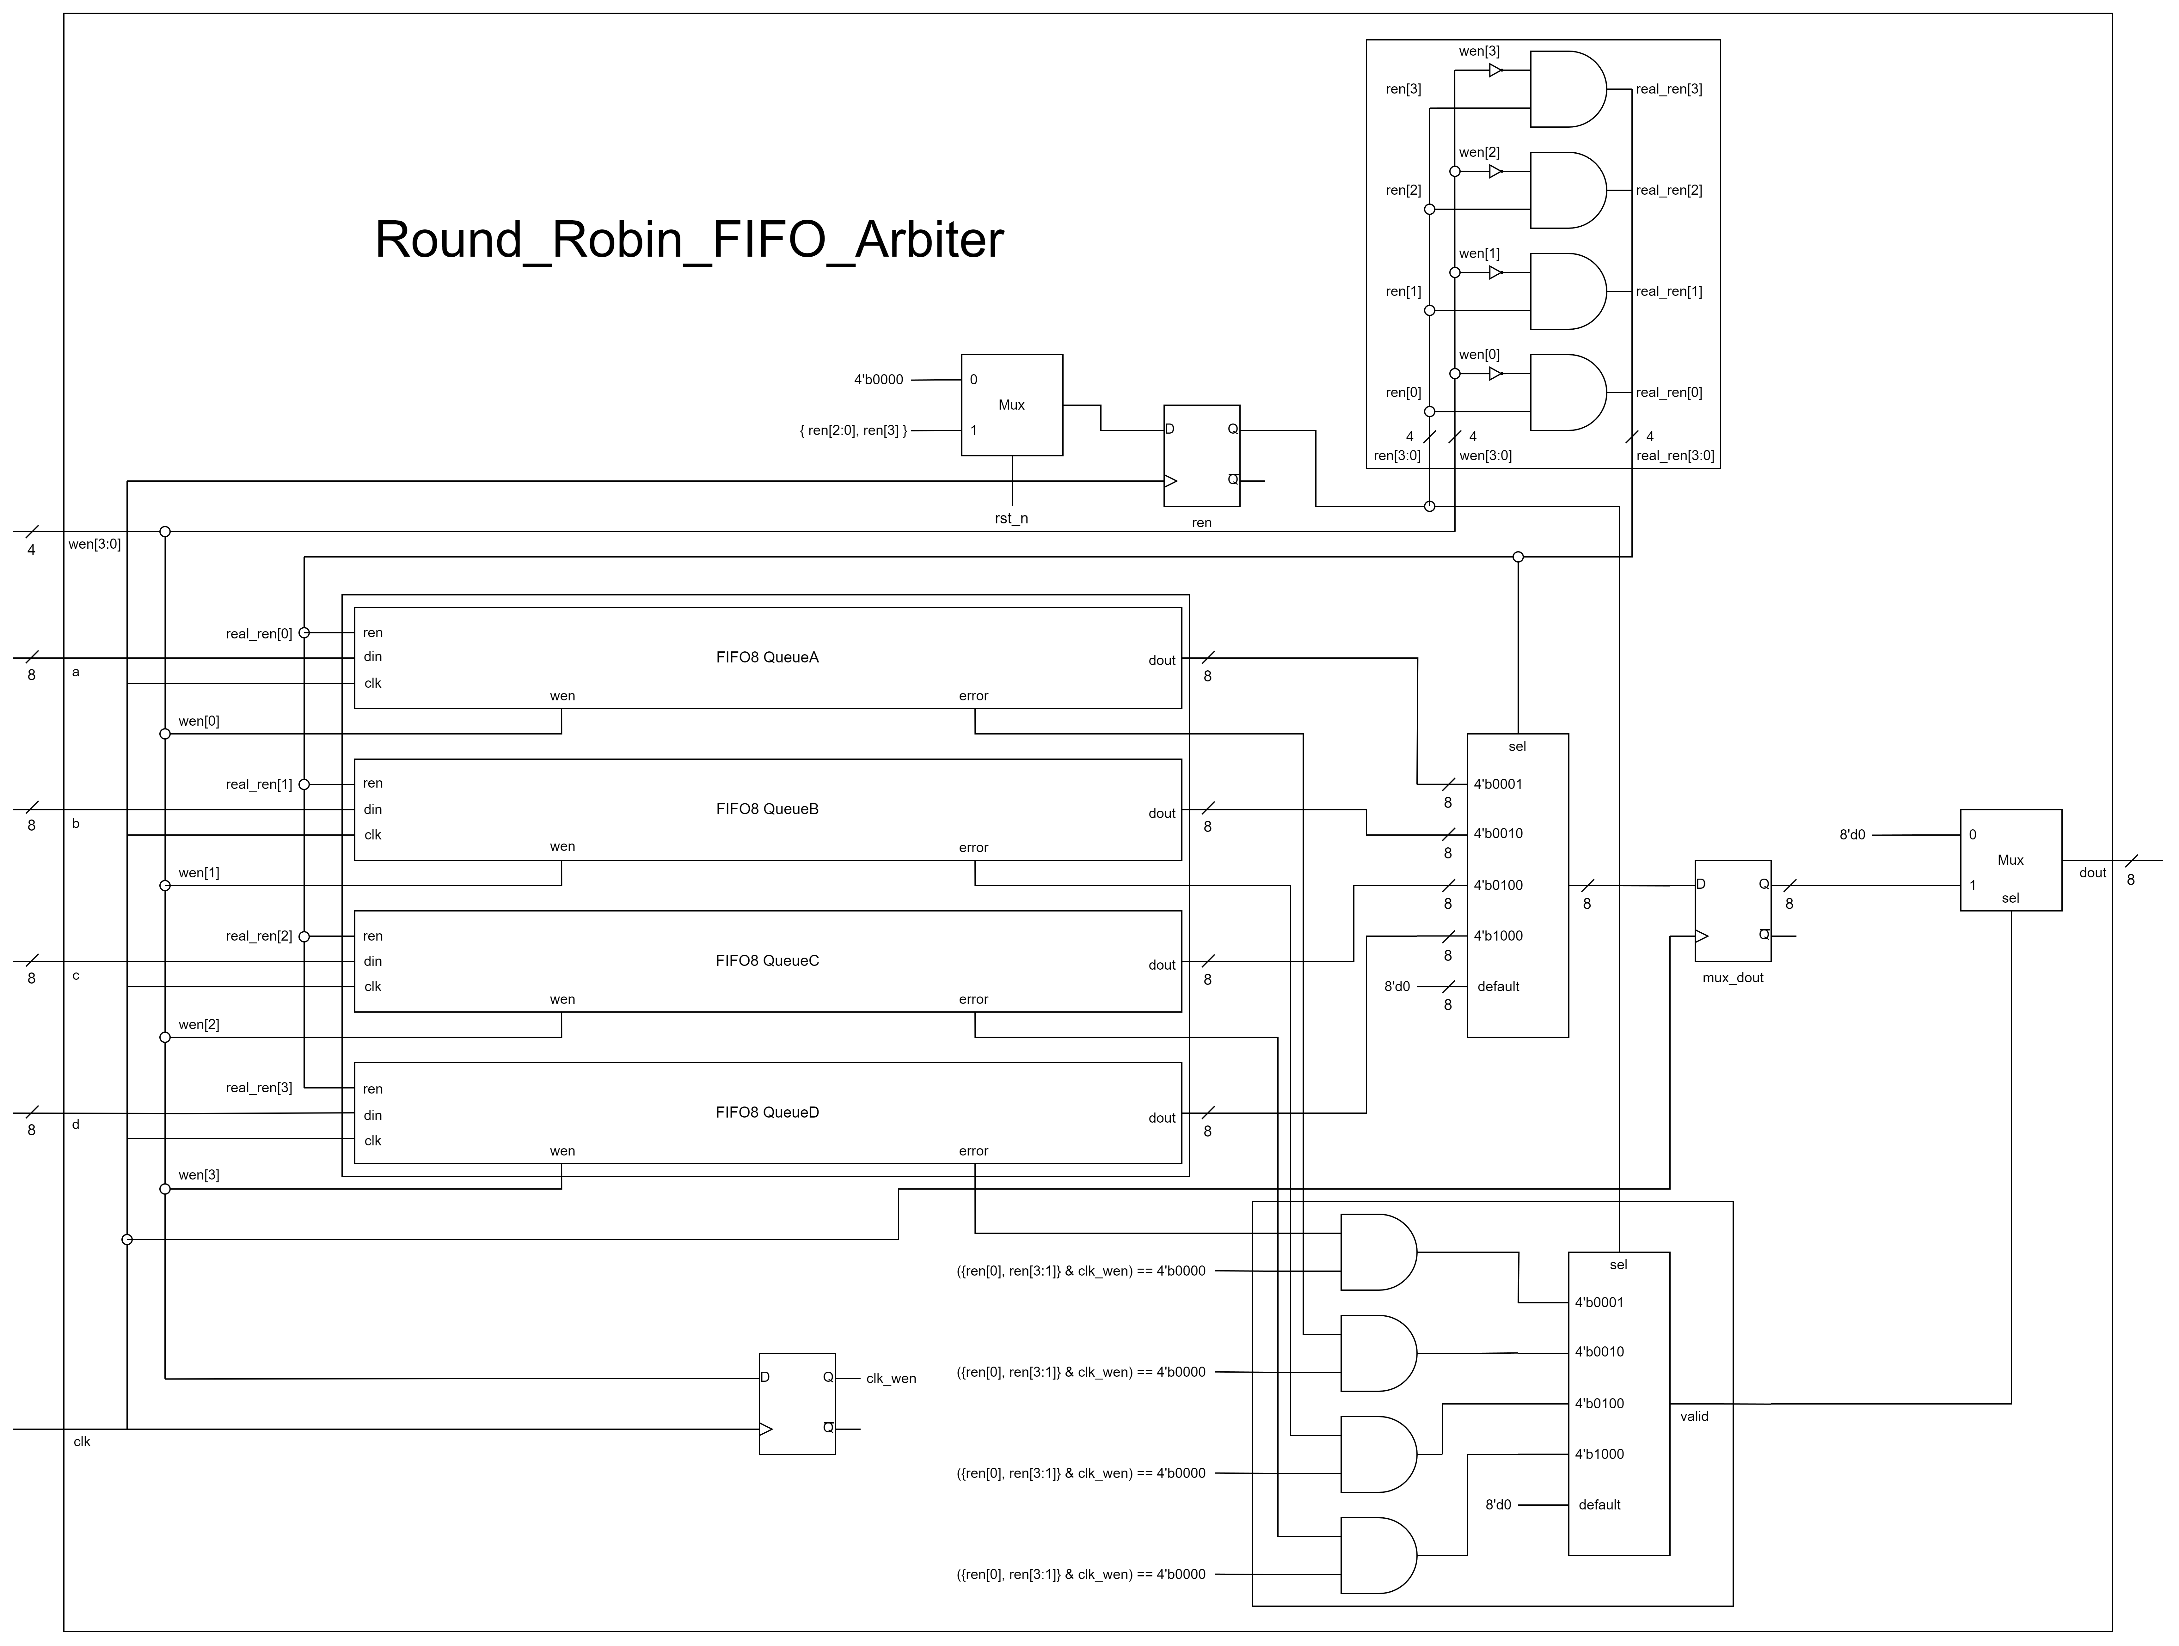 wen[3]
ren[3]
real_ren[3]
wen[2]
ren[2]
real_ren[2]
Round_Robin_FIFO_Arbiter
wen[1]
ren[1]
real_ren[1]
wen[0]
ren[0]
real_ren[0]
4
4
4
ren[3:0]
wen[3:0]
real_ren[3:0]
4'b0000
0
Mux
{ ren[2:0], ren[3] }
1
rst_n
D
Q
Q
ren
wen[3:0]
4
real_ren[0]
ren
a
8
din
clk
FIFO8 QueueA
wen
error
dout
8
wen[0]
real_ren[1]
ren
b
8
din
clk
FIFO8 QueueB
wen
error
dout
8
wen[1]
real_ren[2]
ren
c
8
din
clk
FIFO8 QueueC
wen
error
dout
8
wen[2]
real_ren[3]
ren
d
8
din
clk
FIFO8 QueueD
wen
error
dout
8
wen[3]
sel
4'b0001
8
4'b0010
8
4'b0100
8
4'b1000
8
8'd0
default
8
8
D
Q
Q
mux_dout
8
8'd0
0
Mux
1
sel
dout
8
({ren[0], ren[3:1]} & clk_wen) == 4'b0000
({ren[0], ren[3:1]} & clk_wen) == 4'b0000
({ren[0], ren[3:1]} & clk_wen) == 4'b0000
({ren[0], ren[3:1]} & clk_wen) == 4'b0000
sel
4'b0001
4'b0010
4'b0100
4'b1000
8'd0
default
valid
D
Q
Q
clk_wen
clk